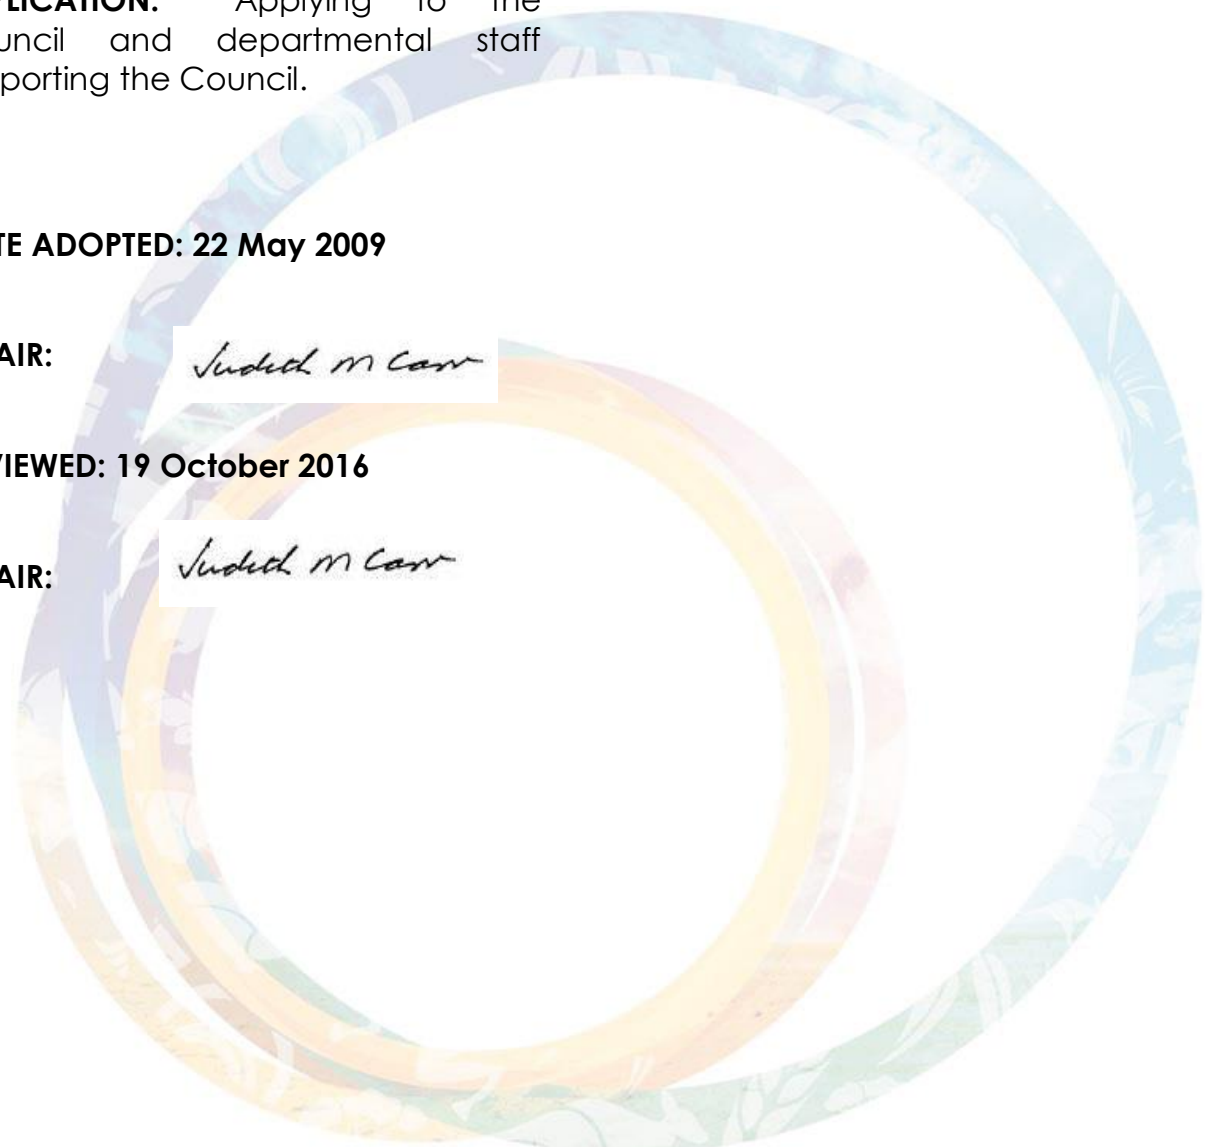 PLICATION: Applying to the
uncil and departmental staff
porting the Council.
TE ADOPTED: 22 May 2009
AIR:
Judith M Carr
VIEWED: 19 October 2016
AIR:
Judith M Carr